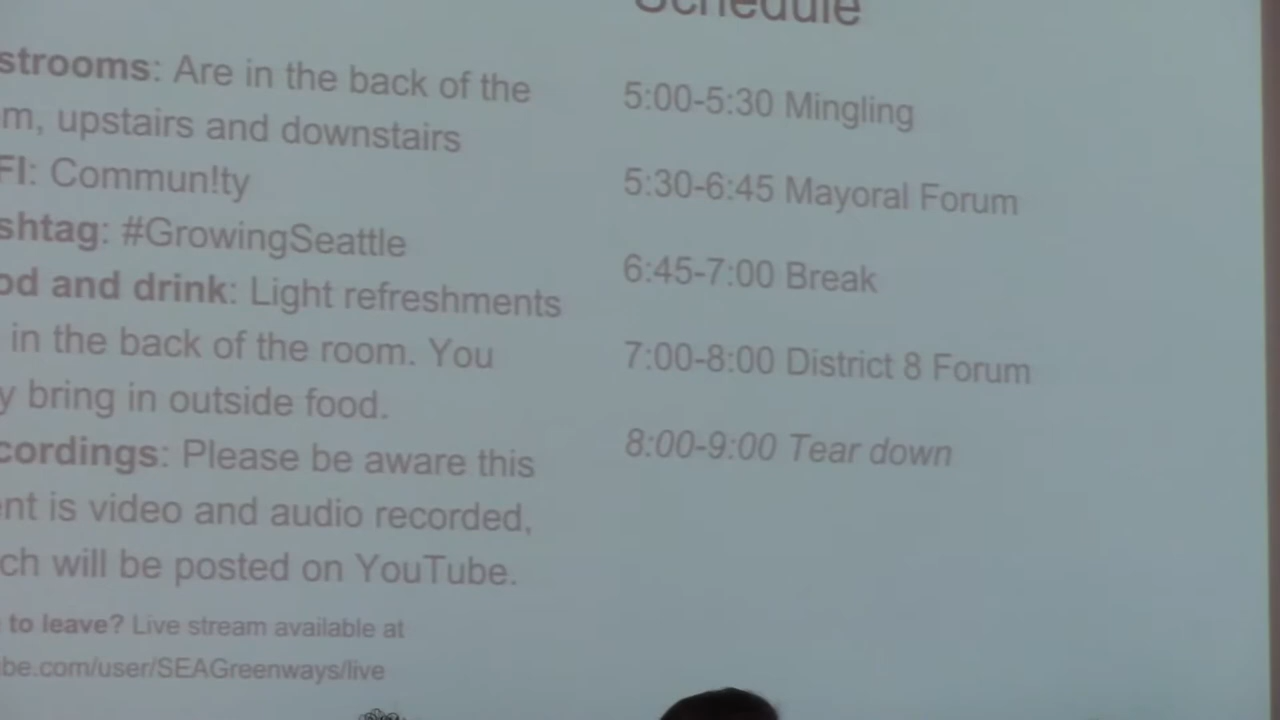 strooms: Are in the back of the
m, upstairs and downstairs
FI: Commun!ty
shtag: #GrowingSeattle
od and drink: Light refreshments
in the back of the room. You
y bring in outside food.
cordings: Please be aware this
ent is video and audio recorded,
ch will be posted on YouTube.
to leave? Live stream available at
be.com/user/SEAGreenways/live
Schedule
5:00-5:30 Mingling
5:30-6:45 Mayoral Forum
6:45-7:00 Break
7:00-8:00 District 8 Forum
8:00-9:00 Tear down